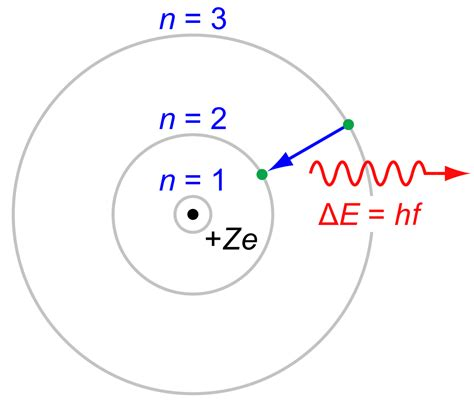 n = 3
n = 2
n = 1
+Ze
ΔE = hf